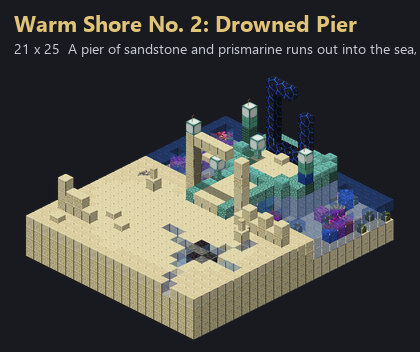 Warm Shore No. 2: Drowned Pier
21 x 25 A pier of sandstone and prismarine runs out into the sea,